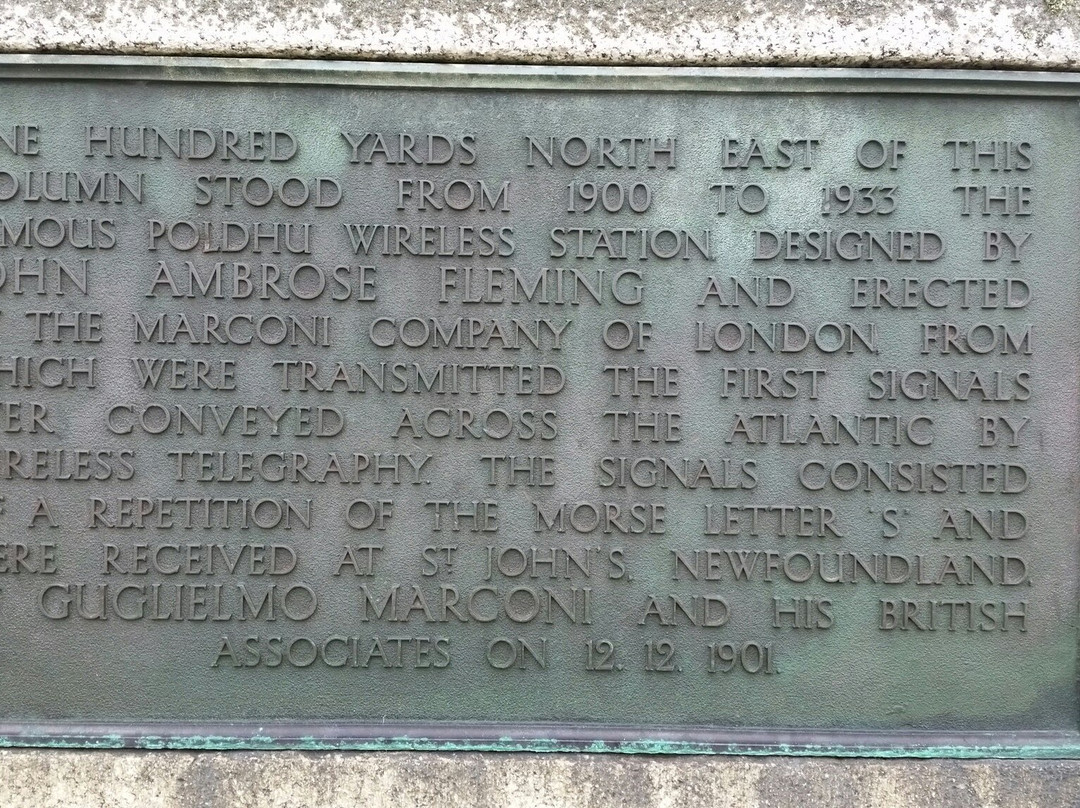 NE HUNDRED YARDS NORTH EAST OF THIS
OLUMN STOOD FROM 1900 TO 1933 THE
MOUS POLDHU WIRELESS STATION DESIGNED BY
OHN AMBROSE FLEMING AND ERECTED
THE MARCONI COMPANY OF LONDON, FROM
HICH WERE TRANSMITTED THE FIRST SIGNALS
ER CONVEYED ACROSS THE ATLANTIC BY
RELESS TELEGRAPHY. THE SIGNALS CONSISTED
F A REPETITION OF THE MORSE LETTER 'S' AND
ERE RECEIVED AT ST. JOHN'S, NEWFOUNDLAND,
GUGLIELMO MARCONI AND HIS BRITISH
ASSOCIATES ON 12. 12. 1901.